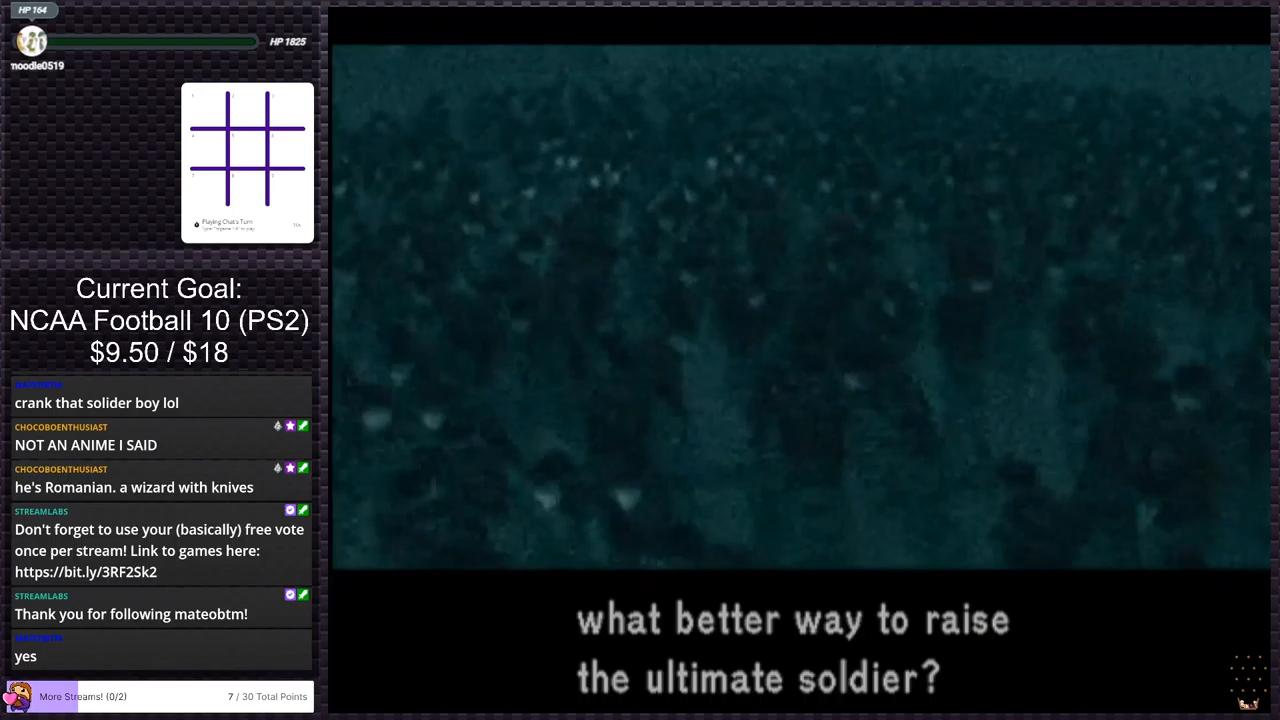 HP 164
HP 1825
noodle0519
Playing Chat's Turn
Current Goal:
NCAA Football 10 (PS2)
$9.50 / $18
crank that solider boy lol
CHOCOBOENTHUSIAST
NOT AN ANIME I SAID
CHOCOBOENTHUSIAST
he's Romanian. a wizard with knives
STREAMLABS
Don't forget to use your (basically) free vote
once per stream! Link to games here:
https://bit.ly/3RF2Sk2
STREAMLABS
Thank you for following mateobtm!
yes
More Streams! (0/2)
7 / 30 Total Points
what better way to raise
the ultimate soldier?